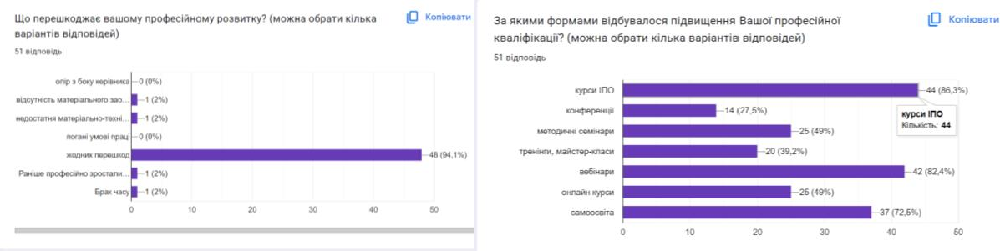 Що перешкоджає вашому професійному розвитку? (можна обрати кілька
варіантів відповідей)
Копіювати
51 відповідь
опір з боку керівника
0 (0%)
відсутність матеріального зао…
1 (2%)
недостатня матеріально-техні…
1 (2%)
погані умові праці
0 (0%)
жодних перешкод
48 (94,1%)
Раніше професійно зростали…
1 (2%)
Брак часу
1 (2%)
0 10 20 30 40 50
За якими формами відбувалося підвищення Вашої професійної
кваліфікації? (можна обрати кілька варіантів відповідей)
Копіювати
51 відповідь
курси ІПО
44 (86,3%)
конференції
14 (27,5%)
курси ІПО
Кількість: 44
методичні семінари
25 (49%)
тренінги, майстер-класи
20 (39,2%)
вебінари
42 (82,4%)
онлайн курси
25 (49%)
самоосвіта
37 (72,5%)
0 10 20 30 40 50